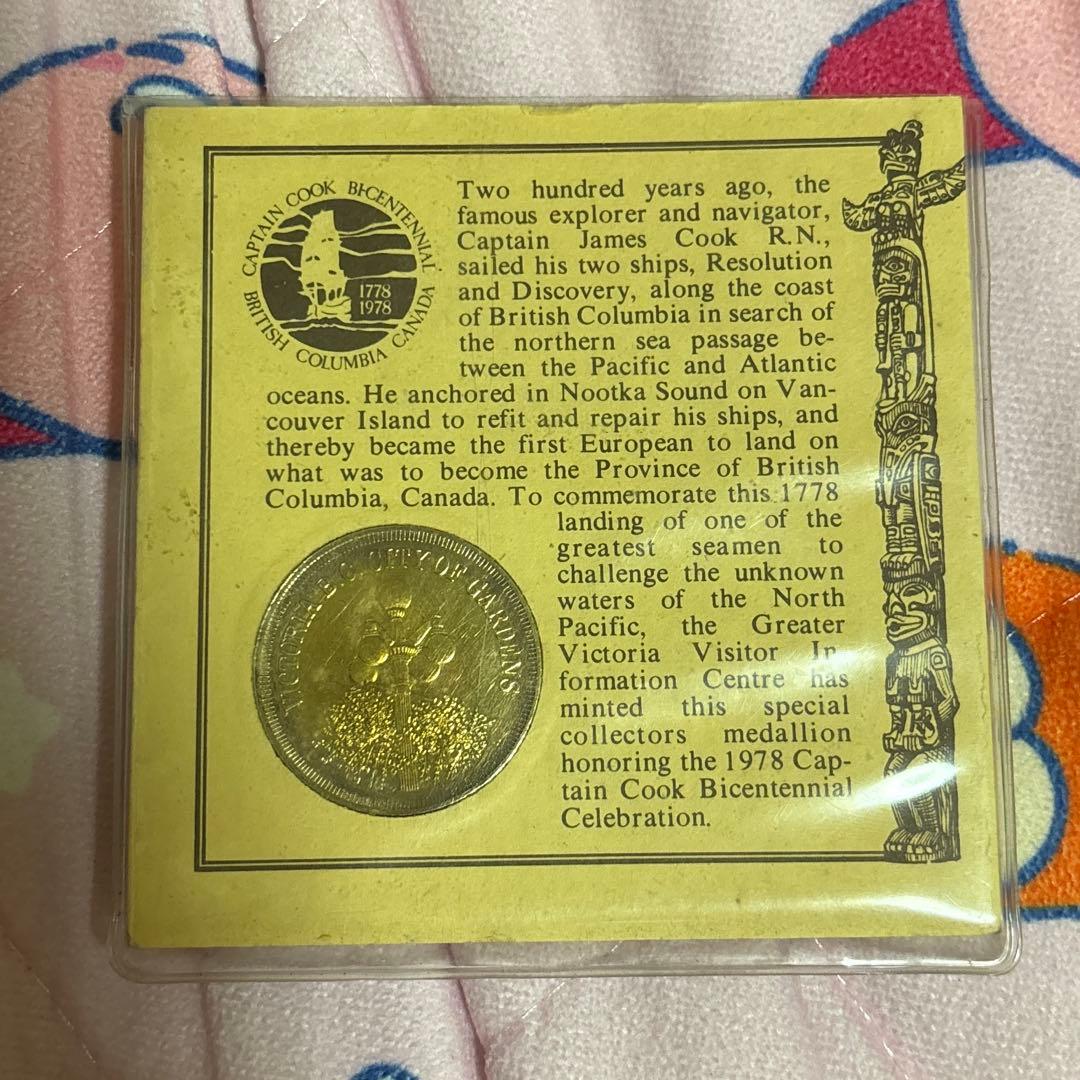 CAPTAIN COOK BI-CENTENNIAL
BRITISH COLUMBIA CANADA
1778
1978
Two hundred years ago, the
famous explorer and navigator,
Captain James Cook R.N.,
sailed his two ships, Resolution
and Discovery, along the coast
of British Columbia in search of
the northern sea passage be-
tween the Pacific and Atlantic
oceans. He anchored in Nootka Sound on Van-
couver Island to refit and repair his ships, and
thereby became the first European to land on
what was to become the Province of British
Columbia, Canada. To commemorate this 1778
landing of one of the
greatest seamen to
challenge the unknown
waters of the North
Pacific, the Greater
Victoria Visitor In-
formation Centre has
minted this special
collectors medallion
honoring the 1978 Cap-
tain Cook Bicentennial
Celebration.
VICTORIA, B.C. CITY OF GARDENS